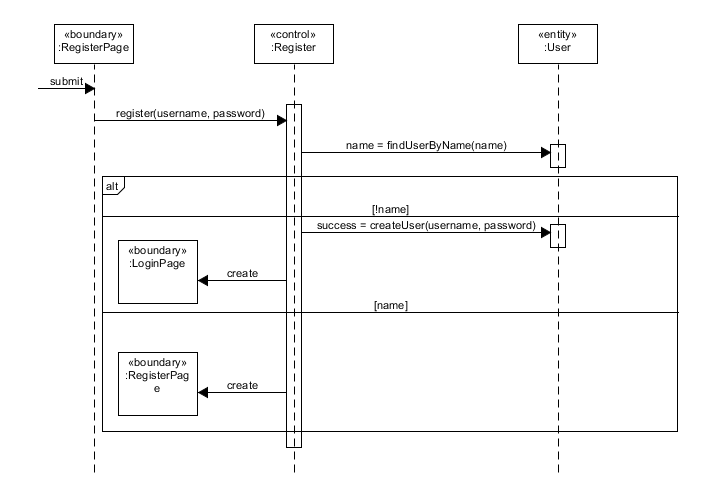 «boundary»
:RegisterPage
«control»
:Register
«entity»
:User
submit
register(username, password)
name = findUserByName(name)
alt
[!name]
success = createUser(username, password)
«boundary»
:LoginPage
create
[name]
«boundary»
:RegisterPag
e
create